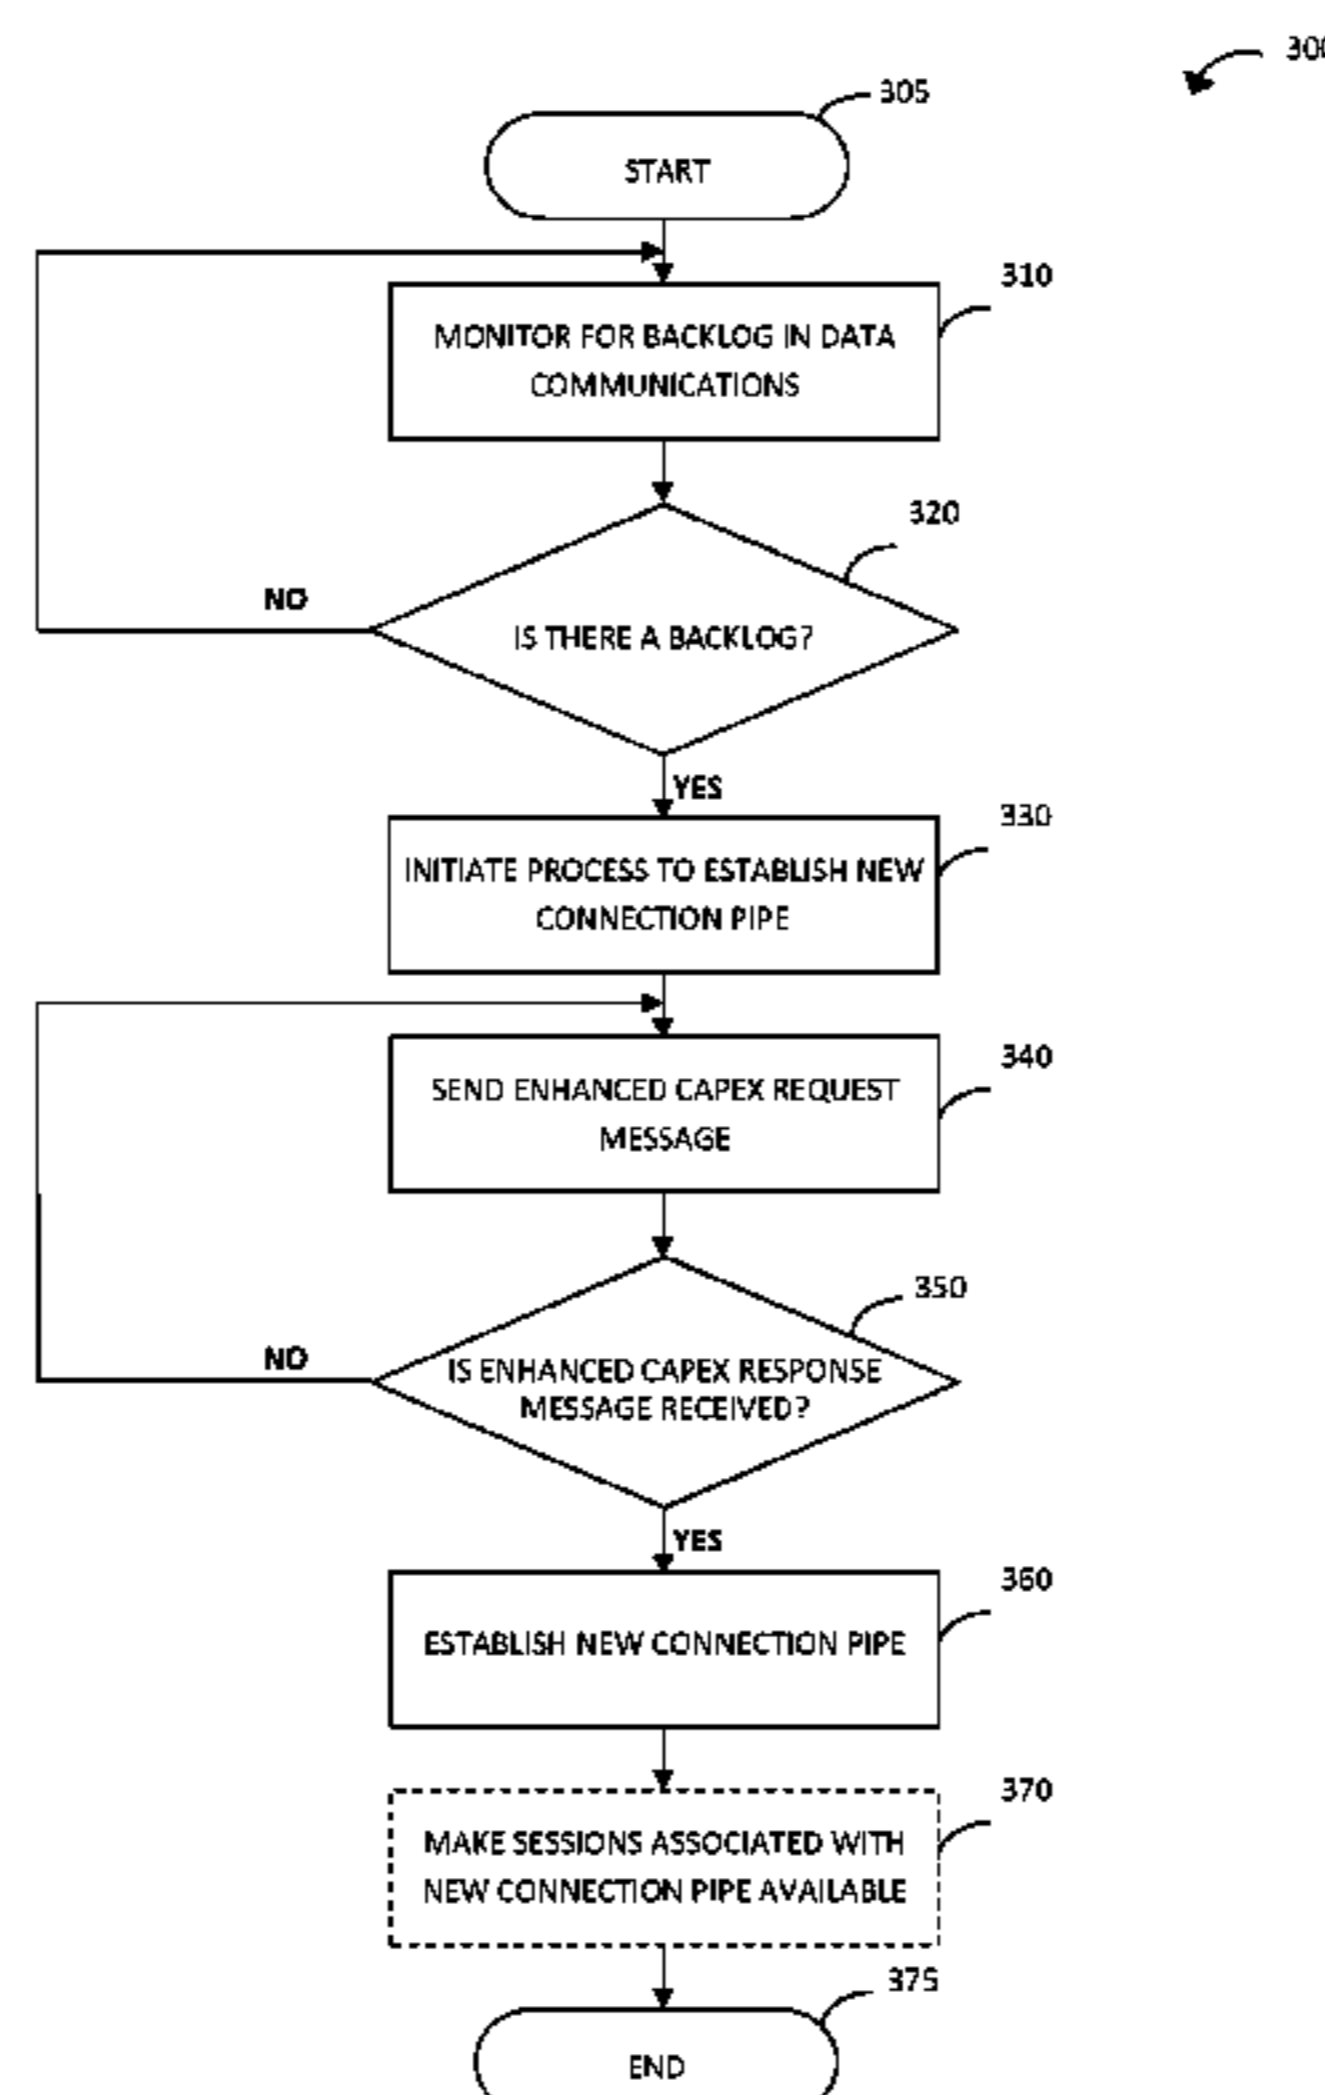 300
305
START
310
MONITOR FOR BACKLOG IN DATA
COMMUNICATIONS
320
NO
IS THERE A BACKLOG?
YES
330
INITIATE PROCESS TO ESTABLISH NEW
CONNECTION PIPE
340
SEND ENHANCED CAPEX REQUEST
MESSAGE
350
NO
IS ENHANCED CAPEX RESPONSE
MESSAGE RECEIVED?
YES
360
ESTABLISH NEW CONNECTION PIPE
370
MAKE SESSIONS ASSOCIATED WITH
NEW CONNECTION PIPE AVAILABLE
375
END